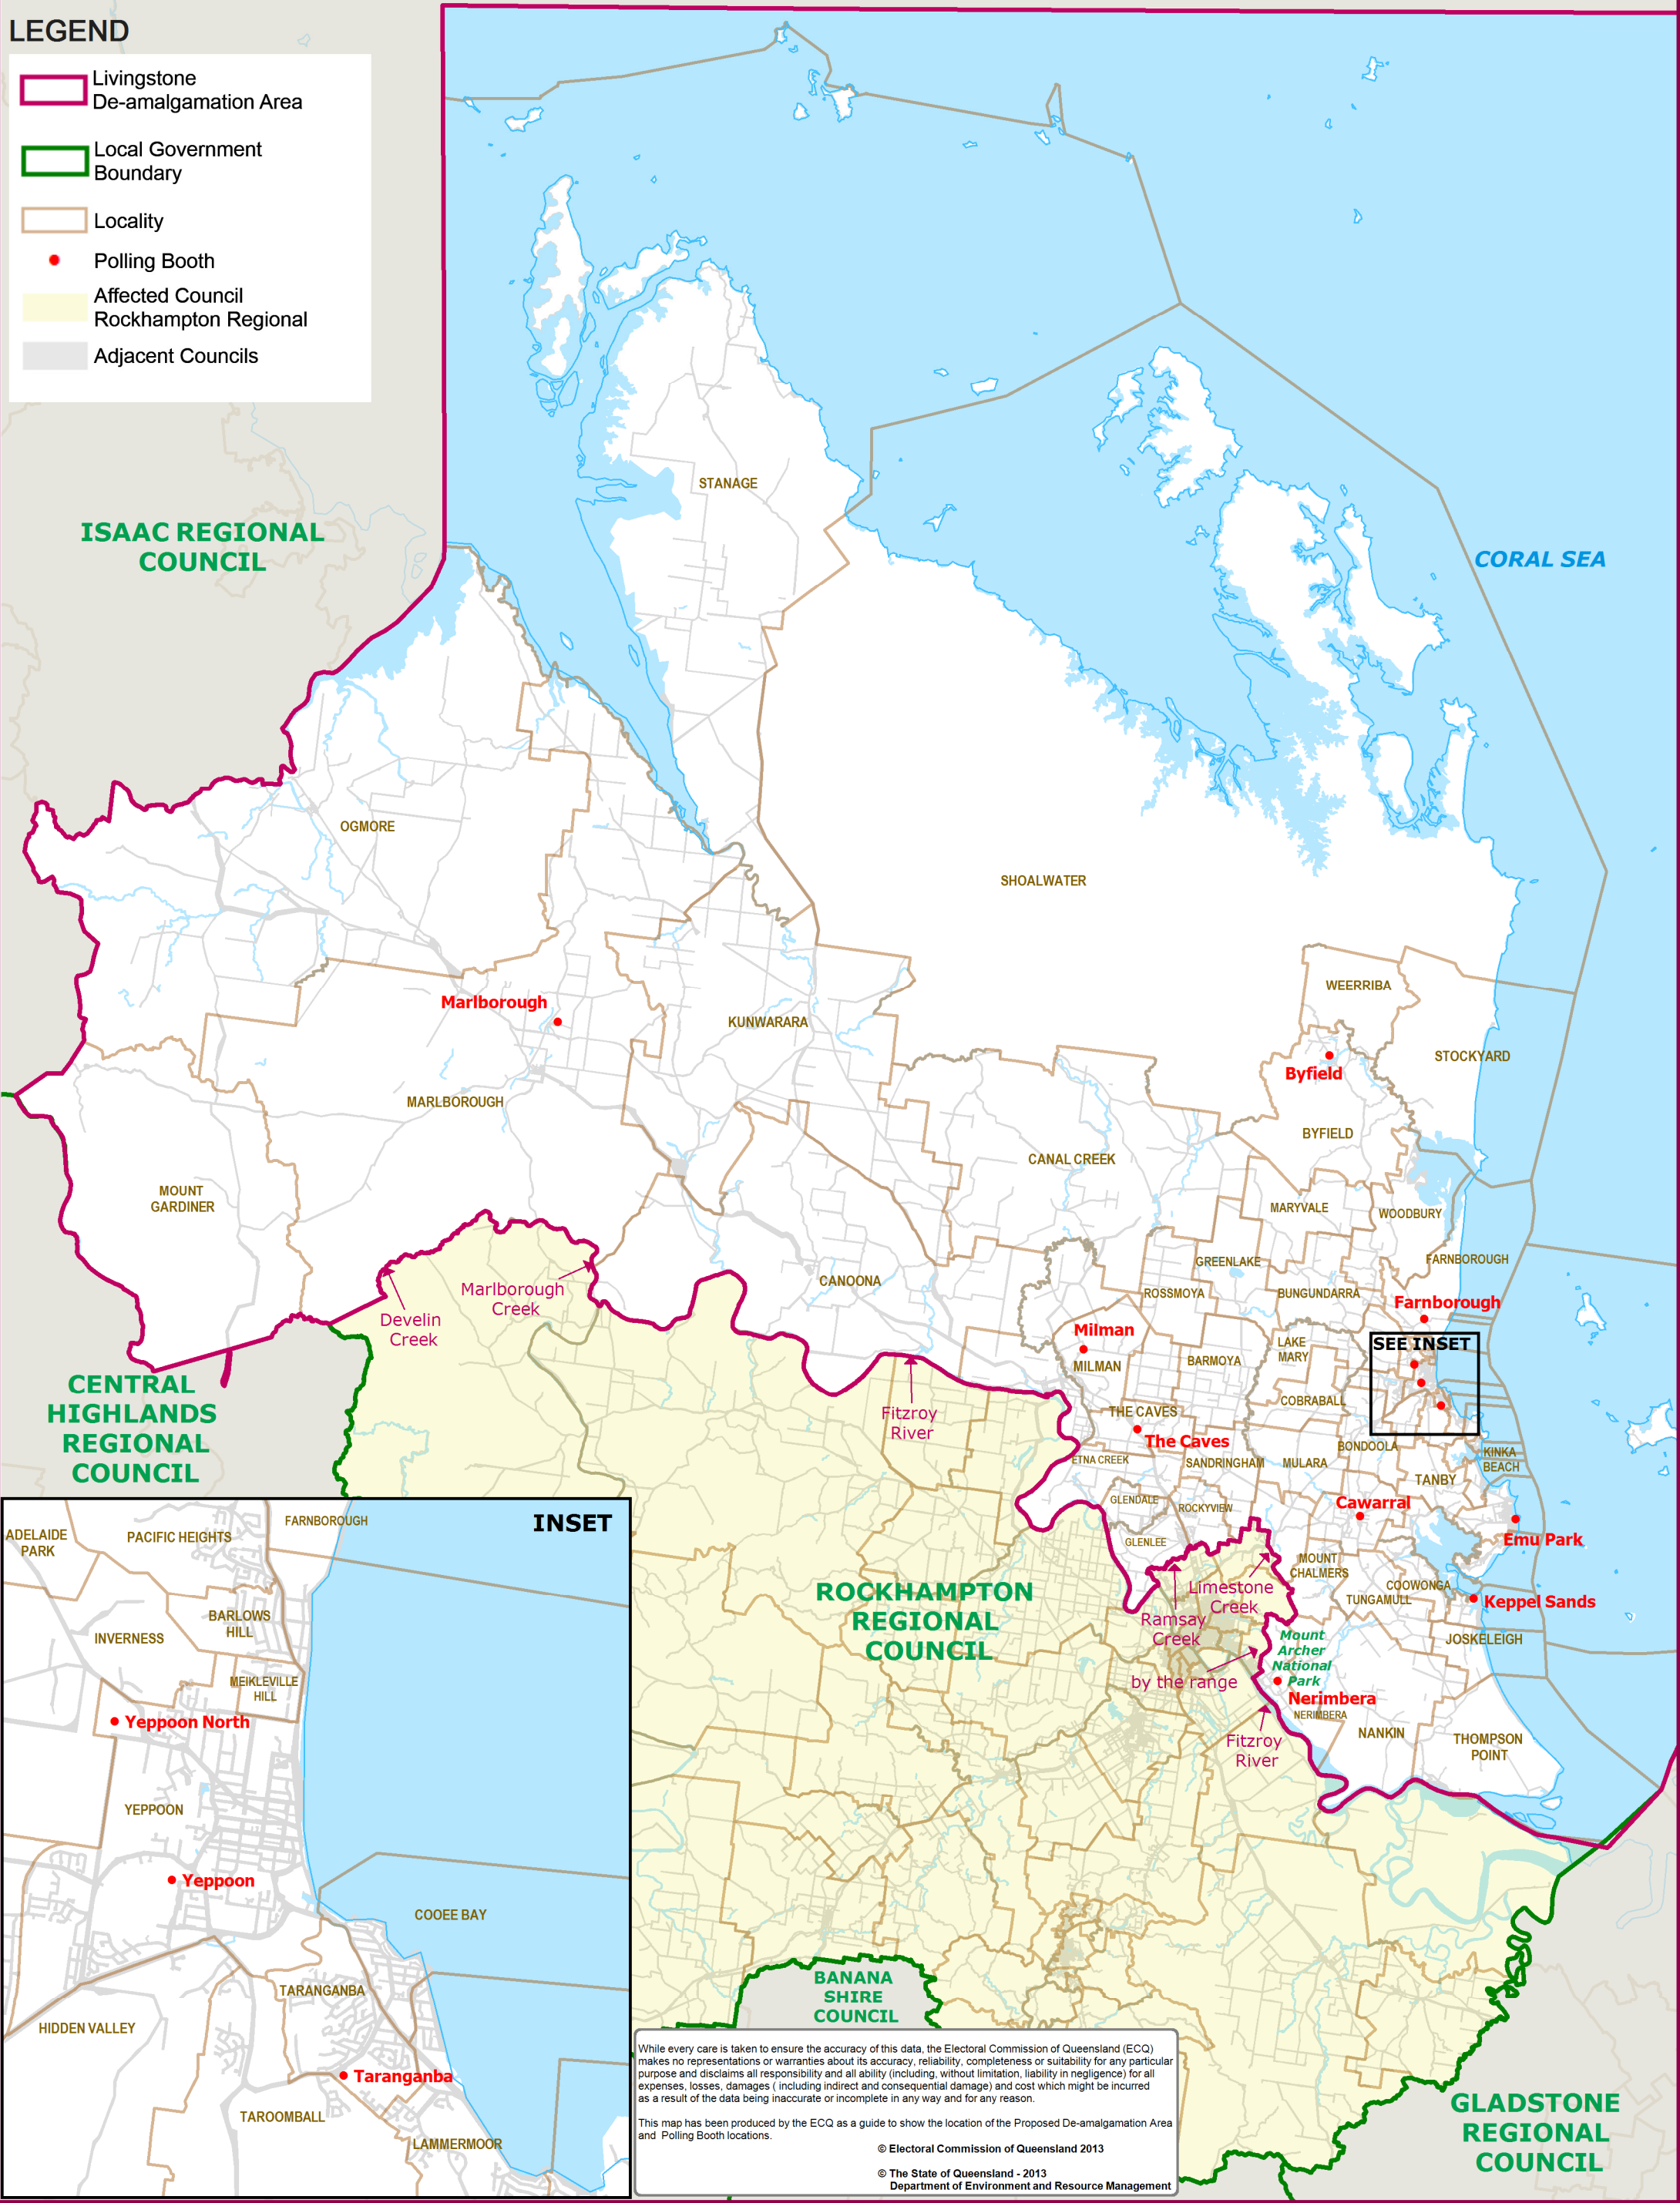 LEGEND
Livingstone
De-amalgamation Area
Local Government
Boundary
Locality
Polling Booth
Affected Council
Rockhampton Regional
Adjacent Councils
ISAAC REGIONAL
COUNCIL
STANAGE
CORAL SEA
OGMORE
SHOALWATER
WEERRIBA
Marlborough
KUNWARARA
STOCKYARD
Byfield
MARLBOROUGH
BYFIELD
CANAL CREEK
MOUNT
GARDINER
MARYVALE
WOODBURY
GREENLAKE
FARNBOROUGH
CANOONA
Marlborough
Creek
ROSSMOYA
BUNGUNDARRA
Farnborough
Develin
Creek
Milman
MILMAN
LAKE
MARY
SEE INSET
BARMOYA
CENTRAL
HIGHLANDS
REGIONAL
COUNCIL
COBRABALL
Fitzroy
River
THE CAVES
The Caves
BONDOOLA
KINKA
BEACH
ETNA CREEK
SANDRINGHAM
MULARA
TANBY
GLENDALE
ROCKYVIEW
Cawarral
GLENLEE
Emu Park
MOUNT
CHALMERS
Limestone
Creek
COOWONGA
TUNGAMULL
Keppel Sands
ROCKHAMPTON
REGIONAL
COUNCIL
Ramsay
Creek
JOSKELEIGH
Mount
Archer
National
Park
by the range
Nerimbera
NERIMBERA
NANKIN
THOMPSON
POINT
Fitzroy
River
INSET
FARNBOROUGH
ADELAIDE
PARK
PACIFIC HEIGHTS
BARLOWS
HILL
INVERNESS
MEIKLEVILLE
HILL
Yeppoon North
YEPPOON
Yeppoon
COOEE BAY
TARANGANBA
HIDDEN VALLEY
Taranganba
TAROOMBALL
LAMMERMOOR
BANANA
SHIRE
COUNCIL
GLADSTONE
REGIONAL
COUNCIL
While every care is taken to ensure the accuracy of this data, the Electoral Commission of Queensland (ECQ)
makes no representations or warranties about its accuracy, reliability, completeness or suitability for any particular
purpose and disclaims all responsibility and all ability (including, without limitation, liability in negligence) for all
expenses, losses, damages ( including indirect and consequential damage) and cost which might be incurred
as a result of the data being inaccurate or incomplete in any way and for any reason.
This map has been produced by the ECQ as a guide to show the location of the Proposed De-amalgamation Area
and Polling Booth locations.
© Electoral Commission of Queensland 2013
© The State of Queensland - 2013
Department of Environment and Resource Management